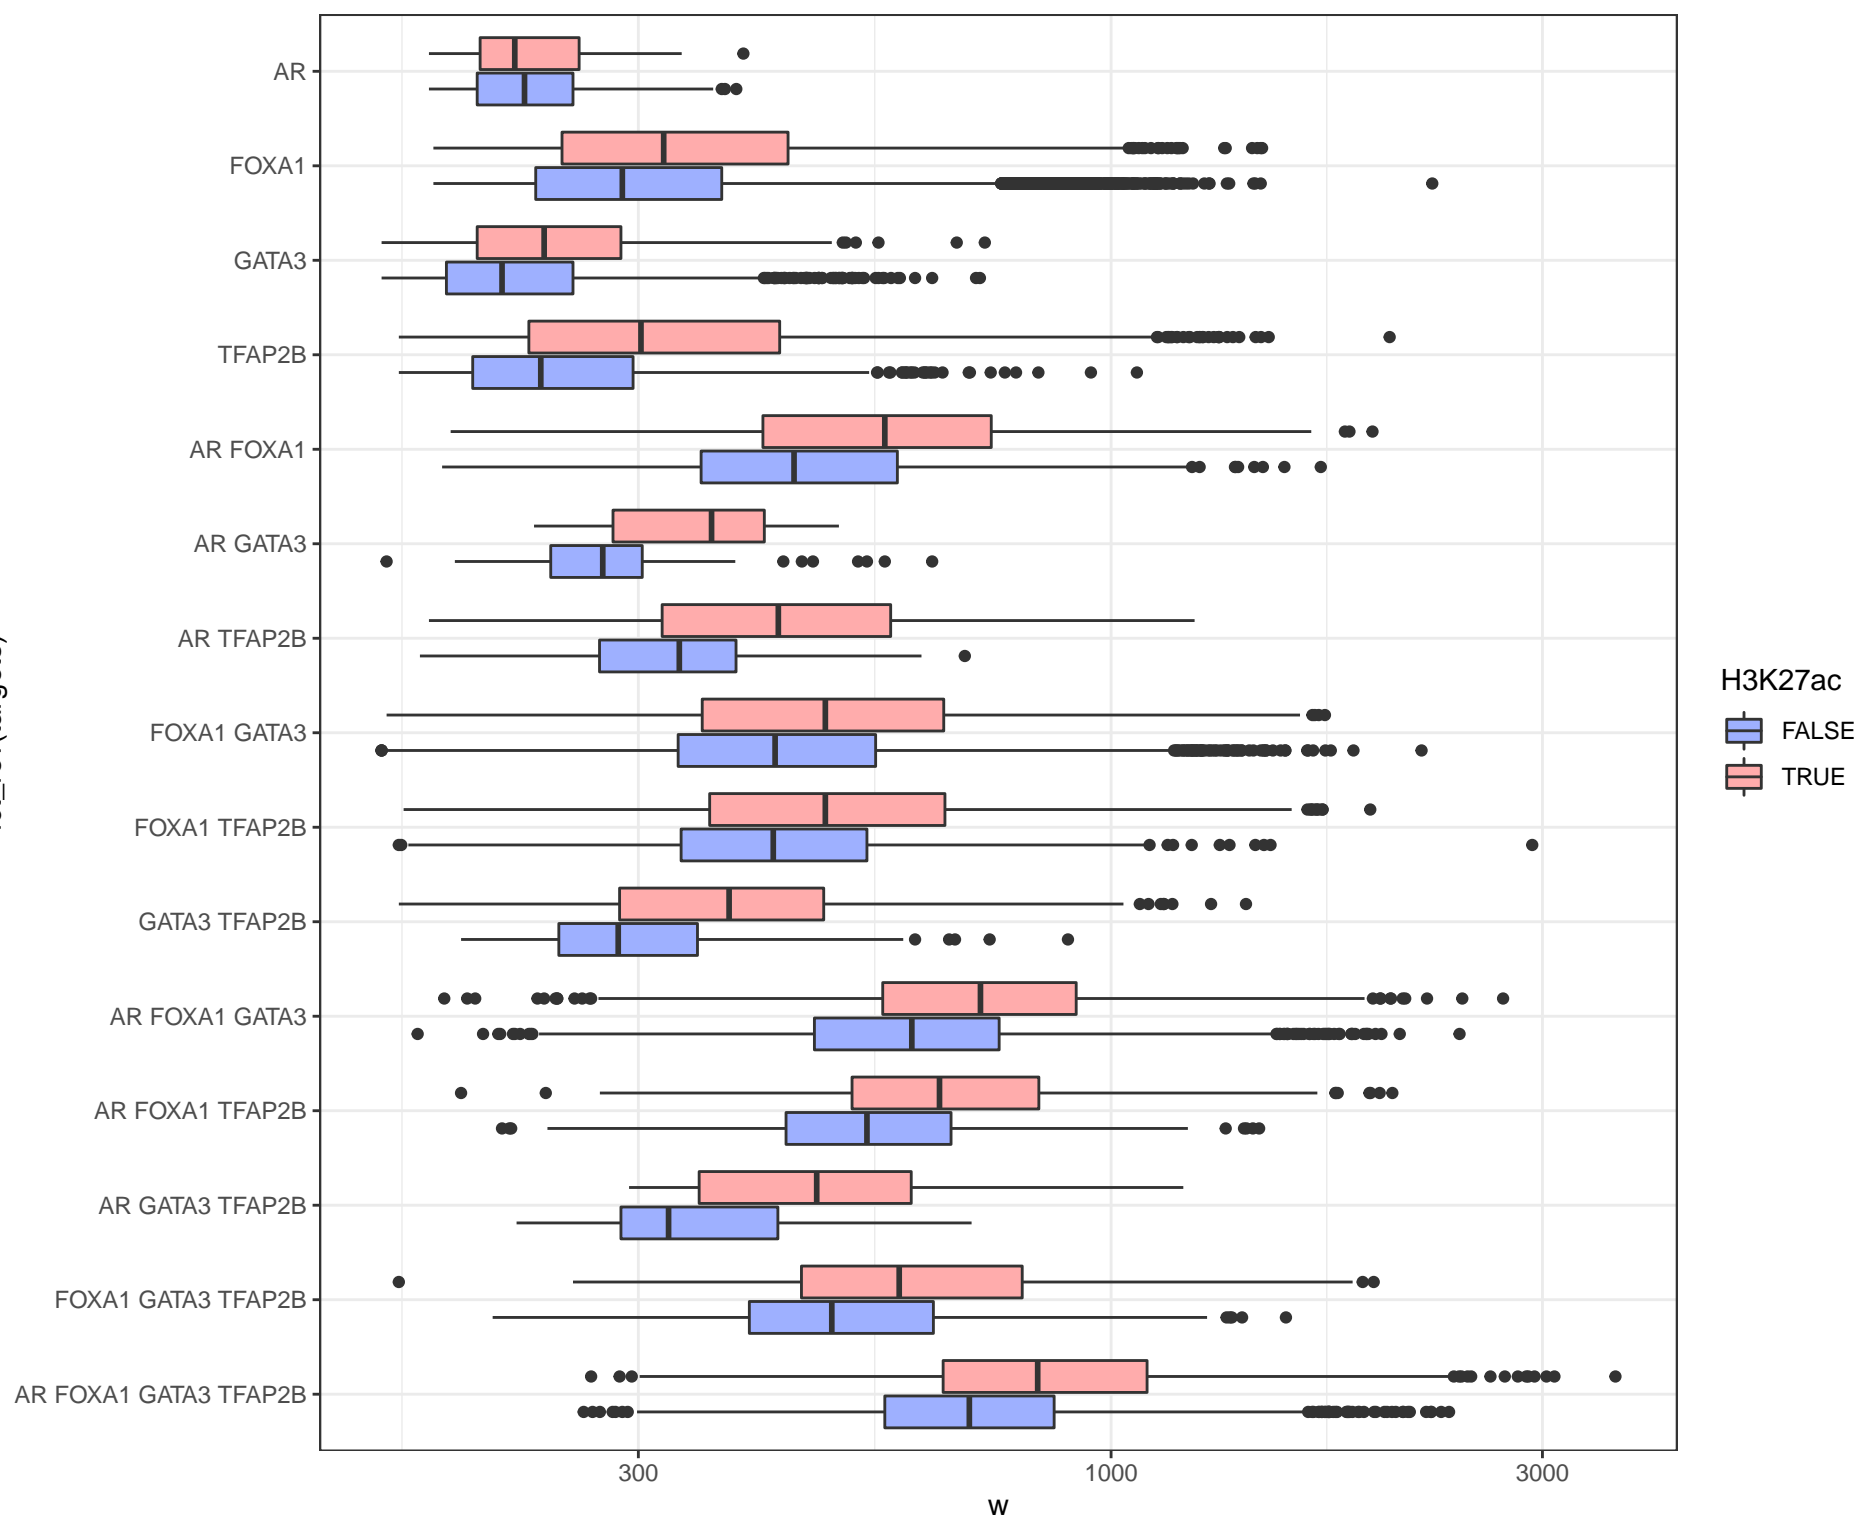 AR
FOXA1
GATA3
TFAP2B
AR FOXA1
AR GATA3
AR TFAP2B
FOXA1 GATA3
FOXA1 TFAP2B
GATA3 TFAP2B
AR FOXA1 GATA3
AR FOXA1 TFAP2B
AR GATA3 TFAP2B
FOXA1 GATA3 TFAP2B
AR FOXA1 GATA3 TFAP2B
300 1000 3000
w
H3K27ac
FALSE
TRUE